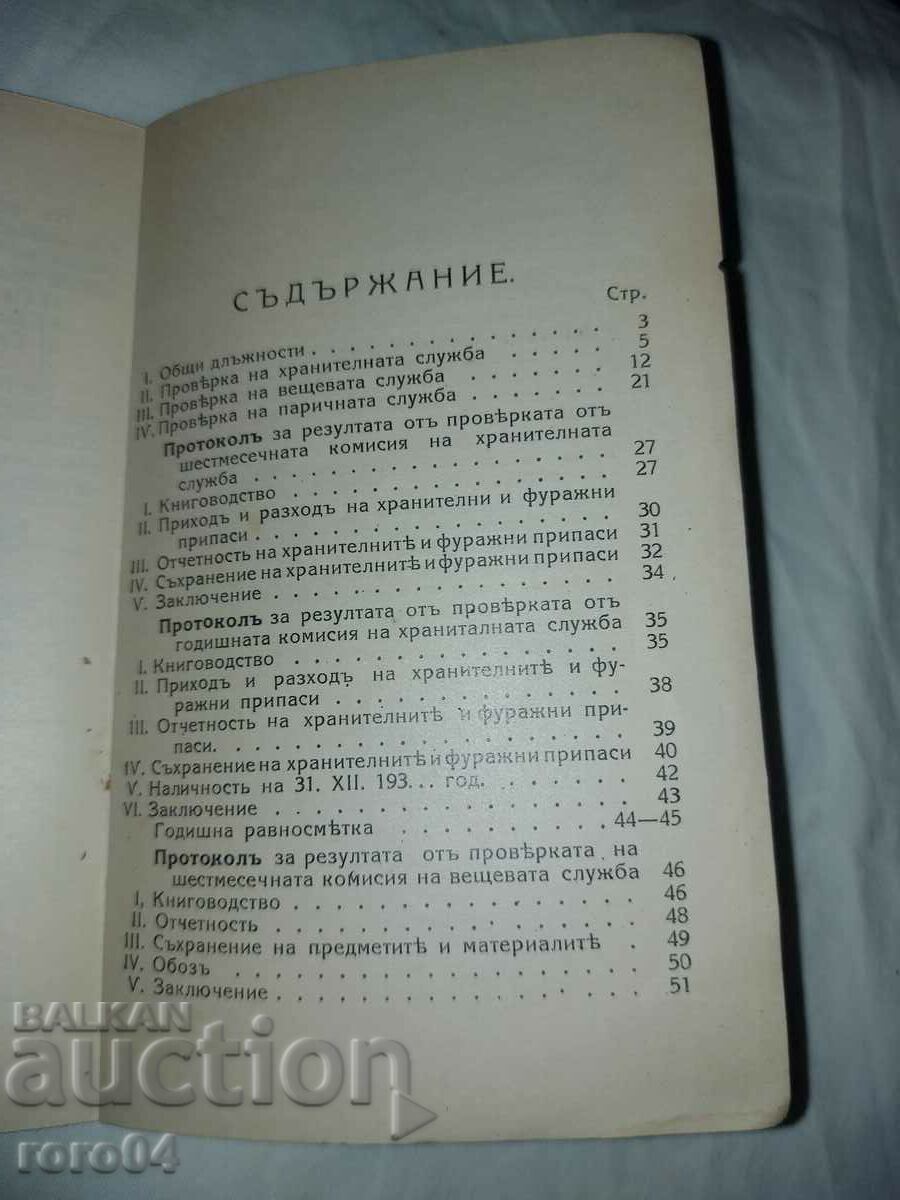 СЪДЪРЖАНИЕ.
Стр.
I. Общи длъжности . . . . . . . . . . . . . 3
II. Провѣрка на хранителната служба . . . . . 5
III. Провѣрка на вещевата служба . . . . . . . 12
IV. Провѣрка на паричната служба . . . . . . . 21
Протоколъ за резултата отъ провѣрката отъ
шестмесечната комисия на хранителната
служба . . . . . . . . . . . . . . . 27
I. Книговодство . . . . . . . . . . . . . 27
II. Приходъ и разходъ на хранителни и фуражни
припаси . . . . . . . . . . . . . . . 30
III. Отчетность на хранителнитѣ и фуражни припаси 31
IV. Съхранение на хранителнитѣ и фуражни припаси 32
V. Заключение . . . . . . . . . . . . . . 34
Протоколъ за резултата отъ провѣрката отъ
годишната комисия на храниталната служба 35
I. Книговодство . . . . . . . . . . . . . 35
II. Приходъ и разходъ на хранителнитѣ и фу-
ражни припаси . . . . . . . . . . . . . 38
III. Отчетность на хранителнитѣ и фуражни при-
паси. . . . . . . . . . . . . . . . . 39
IV. Съхранение на хранителнитѣ и фуражни припаси 40
V. Наличность на 31. XII. 193... год. . . . . . . 42
VI. Заключение . . . . . . . . . . . . . . 43
Годишна равносмѣтка . . . . . . . . . 44—45
Протоколъ за резултата отъ провѣрката на
шестмесечната комисия на вещевата служба 46
I, Книговодство . . . . . . . . . . . . . 46
II. Отчетность . . . . . . . . . . . . . . 48
III. Съхранение на предметитѣ и материалитѣ . 49
IV. Обозъ . . . . . . . . . . . . . . . . 50
V. Заключение . . . . . . . . . . . . . . 51
BALKAN
auction
roro04